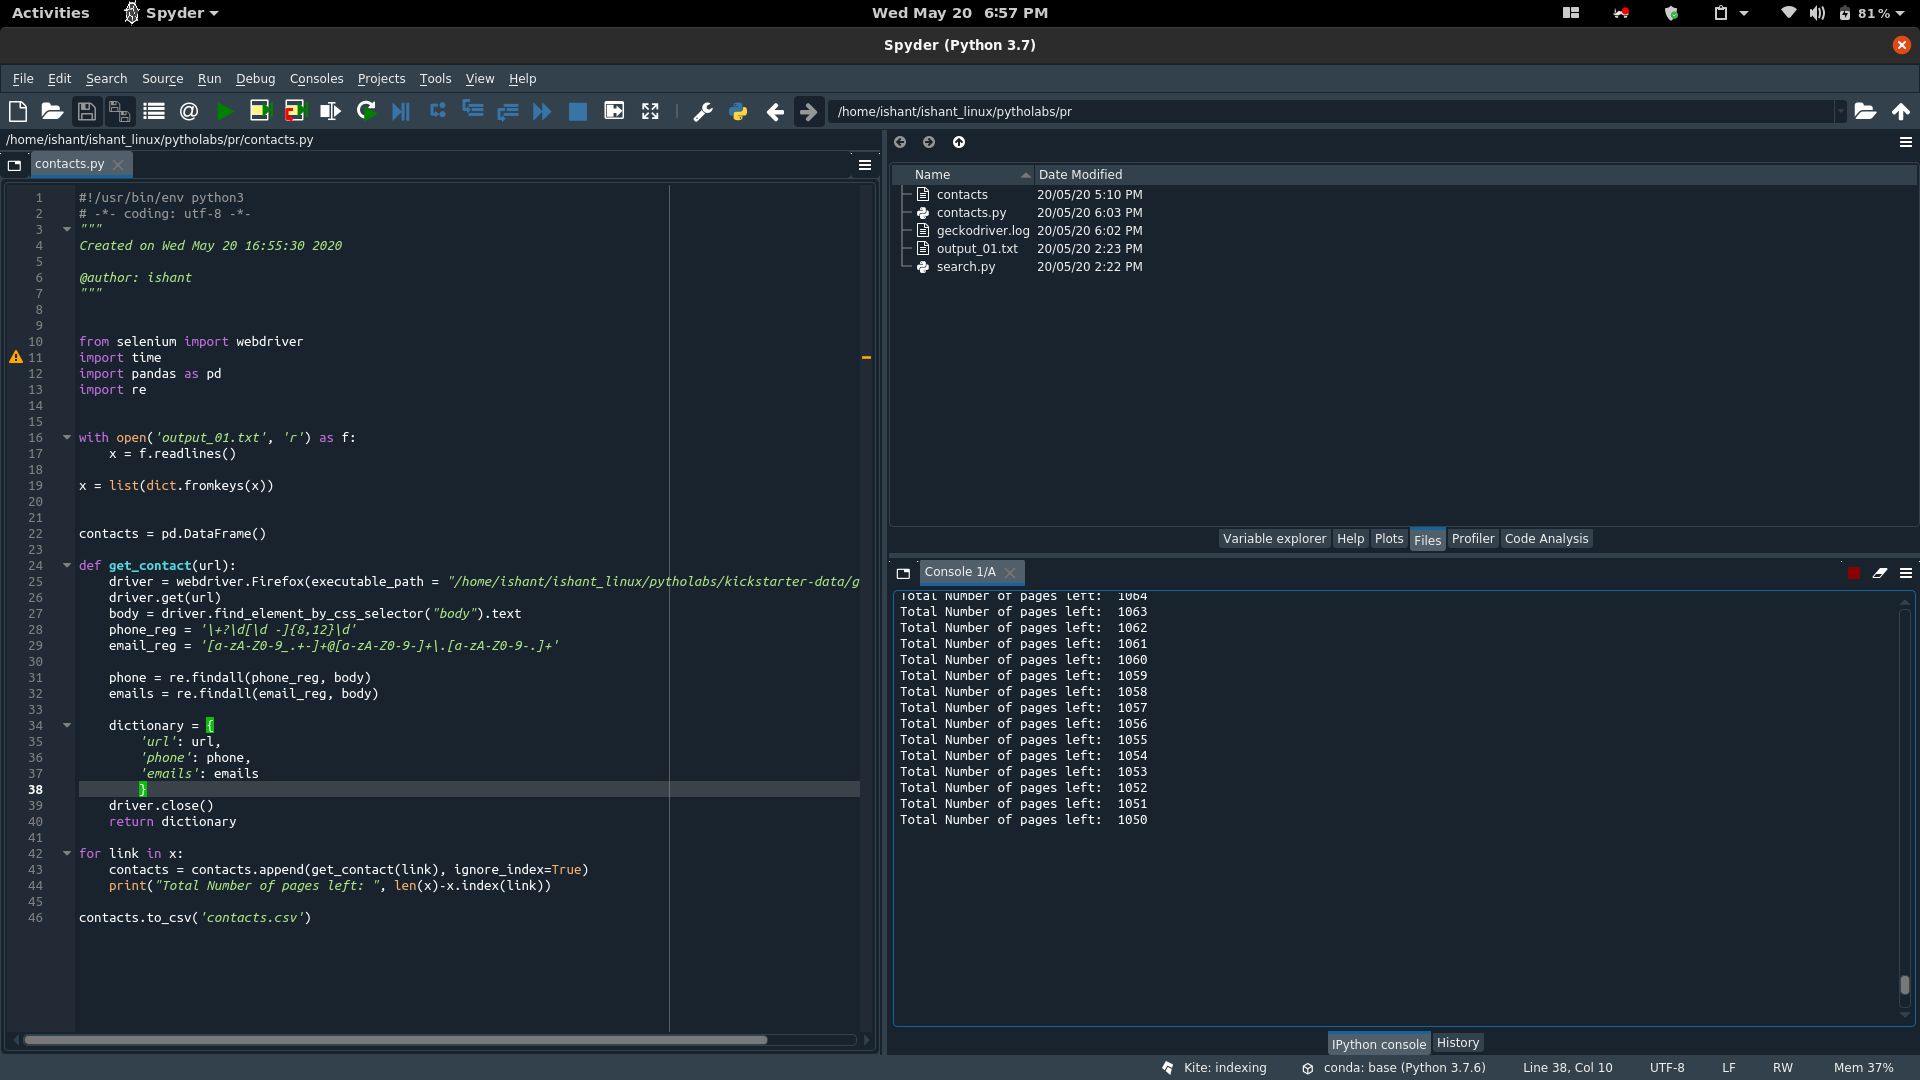 Activities
Spyder
Wed May 20  6:57 PM
81 %
Spyder (Python 3.7)
File Edit Search Source Run Debug Consoles Projects Tools View Help
/home/ishant/ishant_linux/pytholabs/pr
/home/ishant/ishant_linux/pytholabs/pr/contacts.py
contacts.py
1 #!/usr/bin/env python3
2 # -*- coding: utf-8 -*-
3 """
4 Created on Wed May 20 16:55:30 2020
5
6 @author: ishant
7 """
8
9
10 from selenium import webdriver
11 import time
12 import pandas as pd
13 import re
14
15
16 with open('output_01.txt', 'r') as f:
17     x = f.readlines()
18
19 x = list(dict.fromkeys(x))
20
21
22 contacts = pd.DataFrame()
23
24 def get_contact(url):
25     driver = webdriver.Firefox(executable_path = "/home/ishant/ishant_linux/pytholabs/kickstarter-data/g
26     driver.get(url)
27     body = driver.find_element_by_css_selector("body").text
28     phone_reg = '\+?\d[\d -]{8,12}\d'
29     email_reg = '[a-zA-Z0-9_.+-]+@[a-zA-Z0-9-]+\.[a-zA-Z0-9-.]+'
30
31     phone = re.findall(phone_reg, body)
32     emails = re.findall(email_reg, body)
33
34     dictionary = {
35         'url': url,
36         'phone': phone,
37         'emails': emails
38         }
39     driver.close()
40     return dictionary
41
42 for link in x:
43     contacts = contacts.append(get_contact(link), ignore_index=True)
44     print("Total Number of pages left: ", len(x)-x.index(link))
45
46 contacts.to_csv('contacts.csv')
Name Date Modified
contacts 20/05/20 5:10 PM
contacts.py 20/05/20 6:03 PM
geckodriver.log 20/05/20 6:02 PM
output_01.txt 20/05/20 2:23 PM
search.py 20/05/20 2:22 PM
Variable explorer Help Plots Files Profiler Code Analysis
Console 1/A
Total Number of pages left:  1064
Total Number of pages left:  1063
Total Number of pages left:  1062
Total Number of pages left:  1061
Total Number of pages left:  1060
Total Number of pages left:  1059
Total Number of pages left:  1058
Total Number of pages left:  1057
Total Number of pages left:  1056
Total Number of pages left:  1055
Total Number of pages left:  1054
Total Number of pages left:  1053
Total Number of pages left:  1052
Total Number of pages left:  1051
Total Number of pages left:  1050
IPython console History
Kite: indexing conda: base (Python 3.7.6) Line 38, Col 10 UTF-8 LF RW Mem 37%